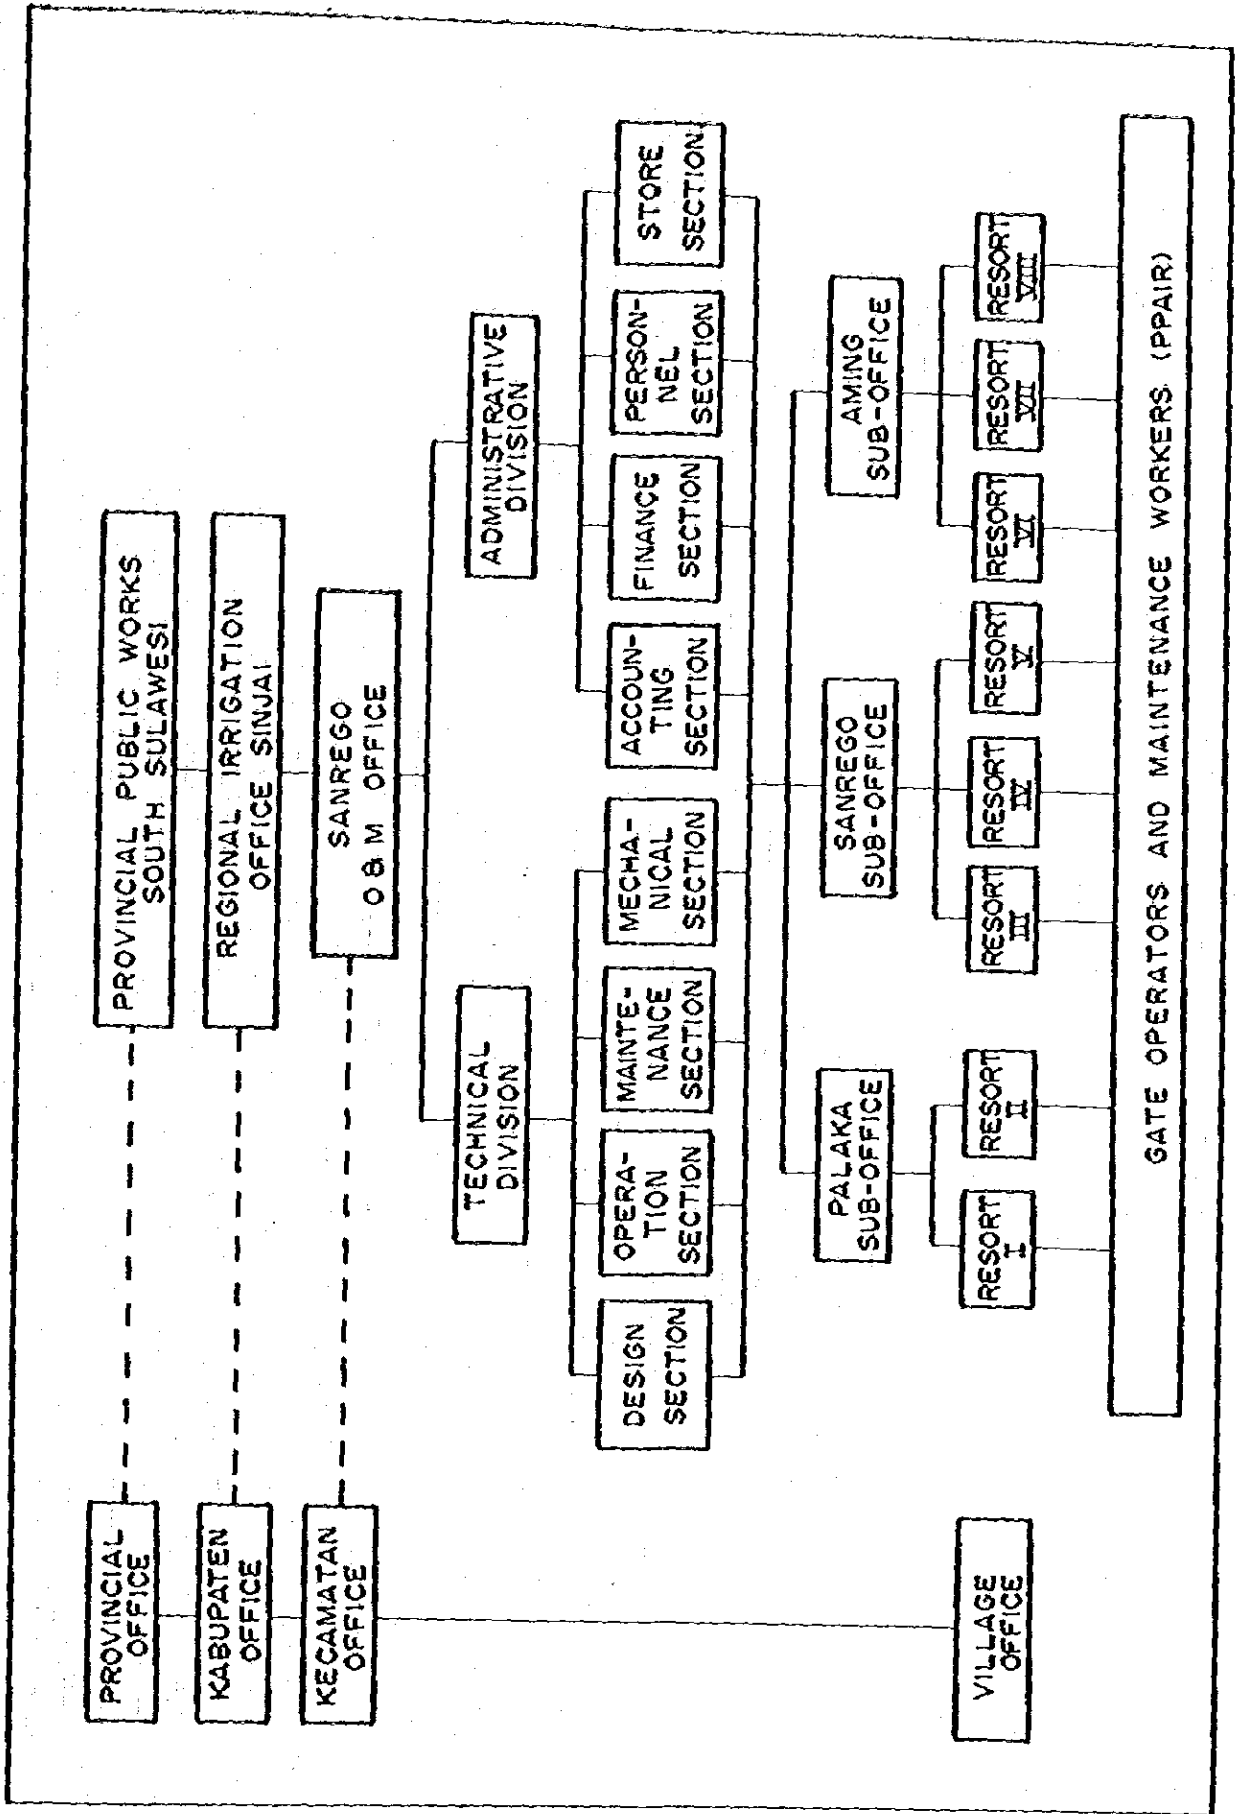 PROVINCIAL
OFFICE
PROVINCIAL PUBLIC WORKS
SOUTH SULAWESI
KABUPATEN
OFFICE
REGIONAL IRRIGATION
OFFICE SINJAI
KECAMATAN
OFFICE
SANREGO
O & M OFFICE
TECHNICAL
DIVISION
ADMINISTRATIVE
DIVISION
DESIGN
SECTION
OPERA-
TION
SECTION
MAINTE-
NANCE
SECTION
MECHA-
NICAL
SECTION
ACCOUN-
TING
SECTION
FINANCE
SECTION
PERSON-
NEL
SECTION
STORE
SECTION
PALAKA
SUB-OFFICE
SANREGO
SUB-OFFICE
AMING
SUB-OFFICE
VILLAGE
OFFICE
RESORT
I
RESORT
II
RESORT
III
RESORT
IV
RESORT
V
RESORT
VI
RESORT
VII
RESORT
VIII
GATE OPERATORS AND MAINTENANCE WORKERS (PPAIR)